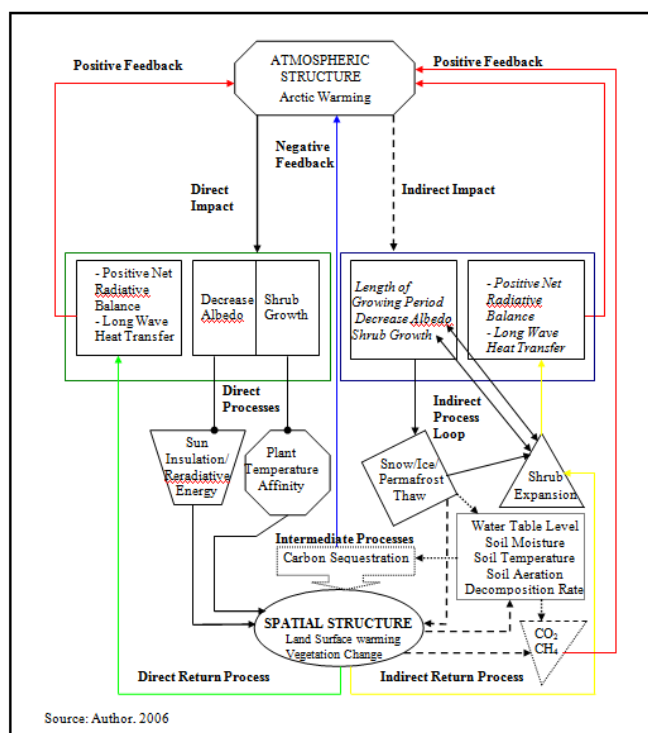 ATMOSPHERIC
STRUCTURE
Arctic Warming
Positive Feedback
Positive Feedback
Negative
Feedback
Direct
Impact
Indirect Impact
- Positive Net
Radiative
Balance
- Long Wave
Heat Transfer
Decrease
Albedo
Shrub
Growth
Length of
Growing Period
Decrease Albedo
Shrub Growth
- Positive Net
Radiative
Balance
- Long Wave
Heat Transfer
Direct
Processes
Indirect
Process
Loop
Sun
Insulation/
Reradiative
Energy
Plant
Temperature
Affinity
Snow/Ice/
Permafrost
Thaw
Shrub
Expansion
Intermediate Processes
Carbon Sequestration
Water Table Level
Soil Moisture
Soil Temperature
Soil Aeration
Decomposition Rate
SPATIAL STRUCTURE
Land Surface warming
Vegetation Change
CO2
CH4
Direct Return Process
Indirect Return Process
Source: Author. 2006